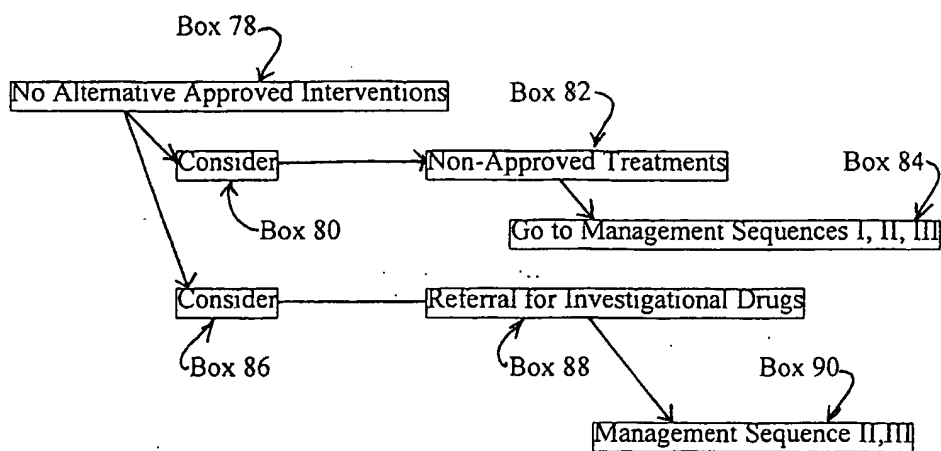 Box 78
No Alternative Approved Interventions
Box 82
Consider
Non-Approved Treatments
Box 84
Box 80
Go to Management Sequences I, II, III
Consider
Referral for Investigational Drugs
Box 86
Box 88
Box 90
Management Sequence II,III